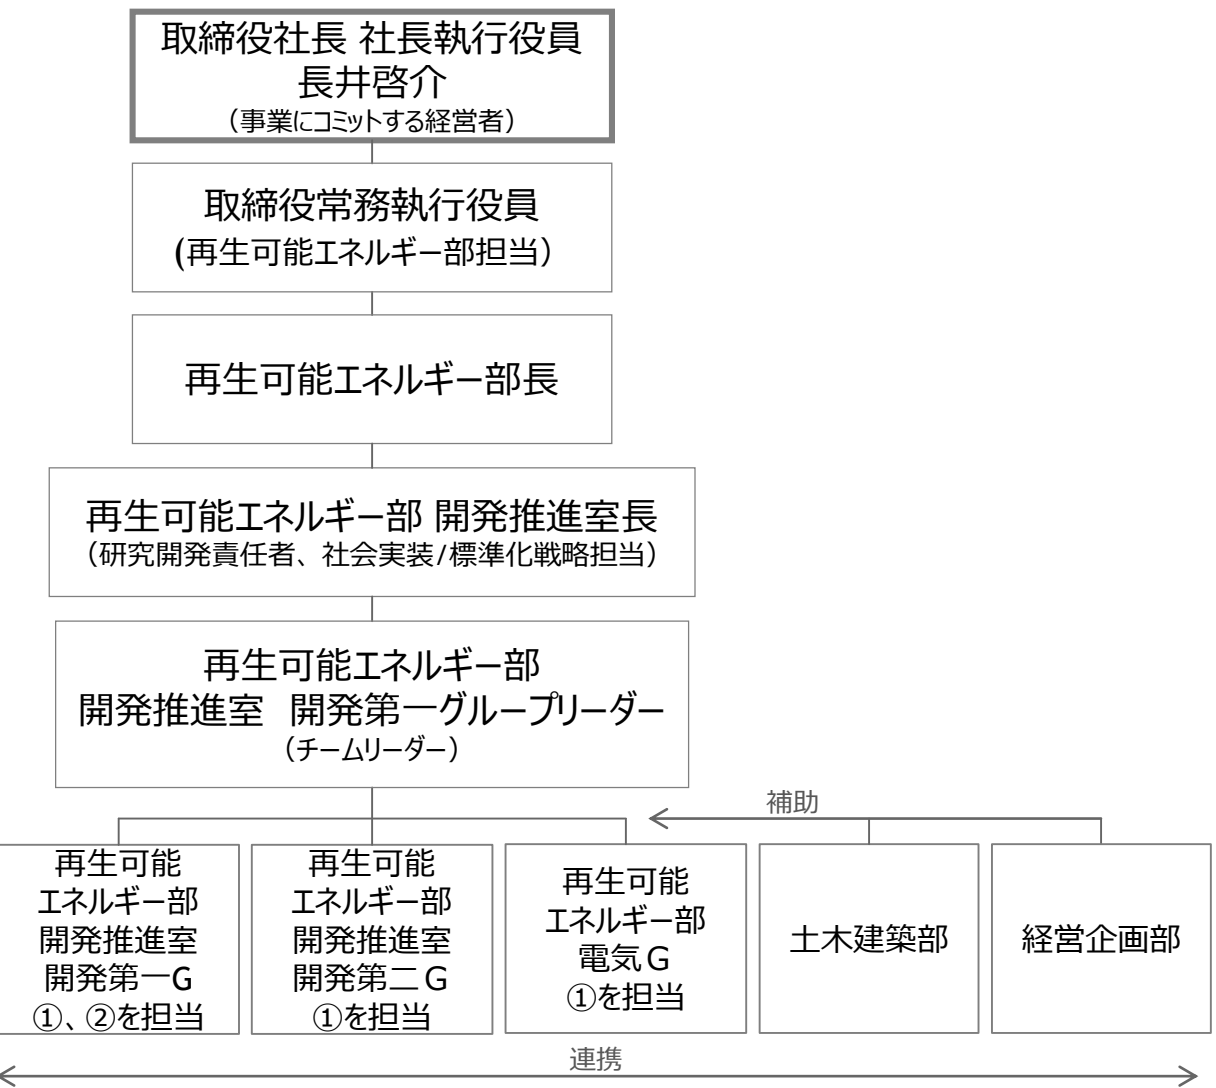 取締役社長 社長執行役員
長井啓介
（事業にコミットする経営者）
取締役常務執行役員
(再生可能エネルギー部担当）
再生可能エネルギー部長
再生可能エネルギー部 開発推進室長
（研究開発責任者、社会実装/標準化戦略担当）
再生可能エネルギー部
開発推進室　開発第一グループリーダー
（チームリーダー）
補助
再生可能
エネルギー部
開発推進室
開発第一G
①、②を担当
再生可能
エネルギー部
開発推進室
開発第二Ｇ
①を担当
再生可能
エネルギー部
電気Ｇ
①を担当
土木建築部
経営企画部
連携